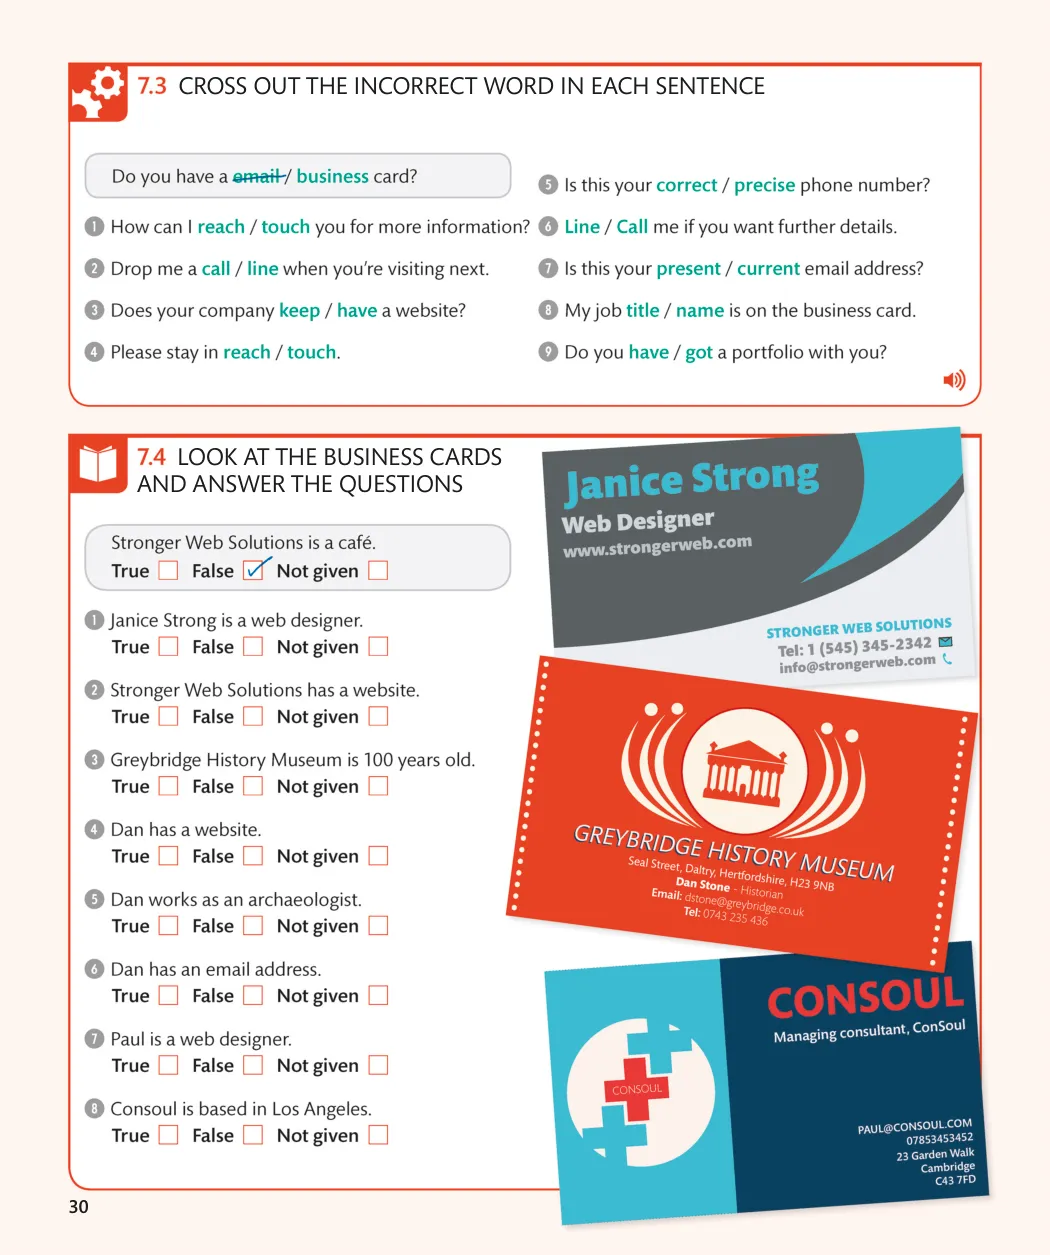 7.3 CROSS OUT THE INCORRECT WORD IN EACH SENTENCE
Do you have a email / business card?
1 How can I reach / touch you for more information?
2 Drop me a call / line when you're visiting next.
3 Does your company keep / have a website?
4 Please stay in reach / touch.
5 Is this your correct / precise phone number?
6 Line / Call me if you want further details.
7 Is this your present / current email address?
8 My job title / name is on the business card.
9 Do you have / got a portfolio with you?
7.4 LOOK AT THE BUSINESS CARDS
AND ANSWER THE QUESTIONS
Stronger Web Solutions is a café.
True False Not given
1 Janice Strong is a web designer.
True False Not given
2 Stronger Web Solutions has a website.
True False Not given
3 Greybridge History Museum is 100 years old.
True False Not given
4 Dan has a website.
True False Not given
5 Dan works as an archaeologist.
True False Not given
6 Dan has an email address.
True False Not given
7 Paul is a web designer.
True False Not given
8 Consoul is based in Los Angeles.
True False Not given
Janice Strong
Web Designer
www.strongerweb.com
STRONGER WEB SOLUTIONS
Tel: 1 (545) 345-2342
info@strongerweb.com
GREYBRIDGE HISTORY MUSEUM
Seal Street, Daltry, Hertfordshire, H23 9NB
Dan Stone - Historian
Email: dstone@greybridge.co.uk
Tel: 0743 235 436
CONSOUL
CONSOUL
Managing consultant, ConSoul
PAUL@CONSOUL.COM
07853453452
23 Garden Walk
Cambridge
C43 7FD
30